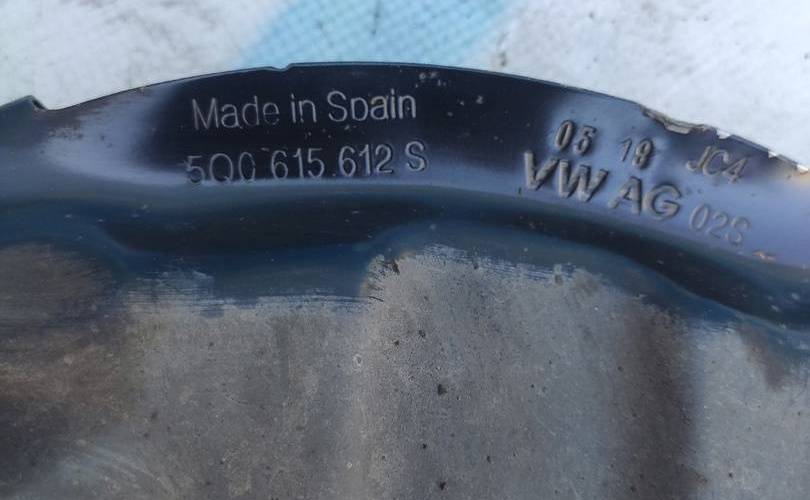 Made in Spain
5Q0 615 612 S
05 18 JC4
VW AG 02S